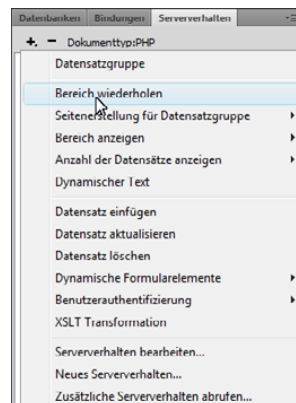 Datenbanken Bindungen Serververhalten
+. − Dokumenttyp:PHP
Datensatzgruppe
Bereich wiederholen
Seitenerstellung für Datensatzgruppe
Bereich anzeigen
Anzahl der Datensätze anzeigen
Dynamischer Text
Datensatz einfügen
Datensatz aktualisieren
Datensatz löschen
Dynamische Formularelemente
Benutzerauthentifizierung
XSLT Transformation
Serververhalten bearbeiten...
Neues Serververhalten...
Zusätzliche Serververhalten abrufen...